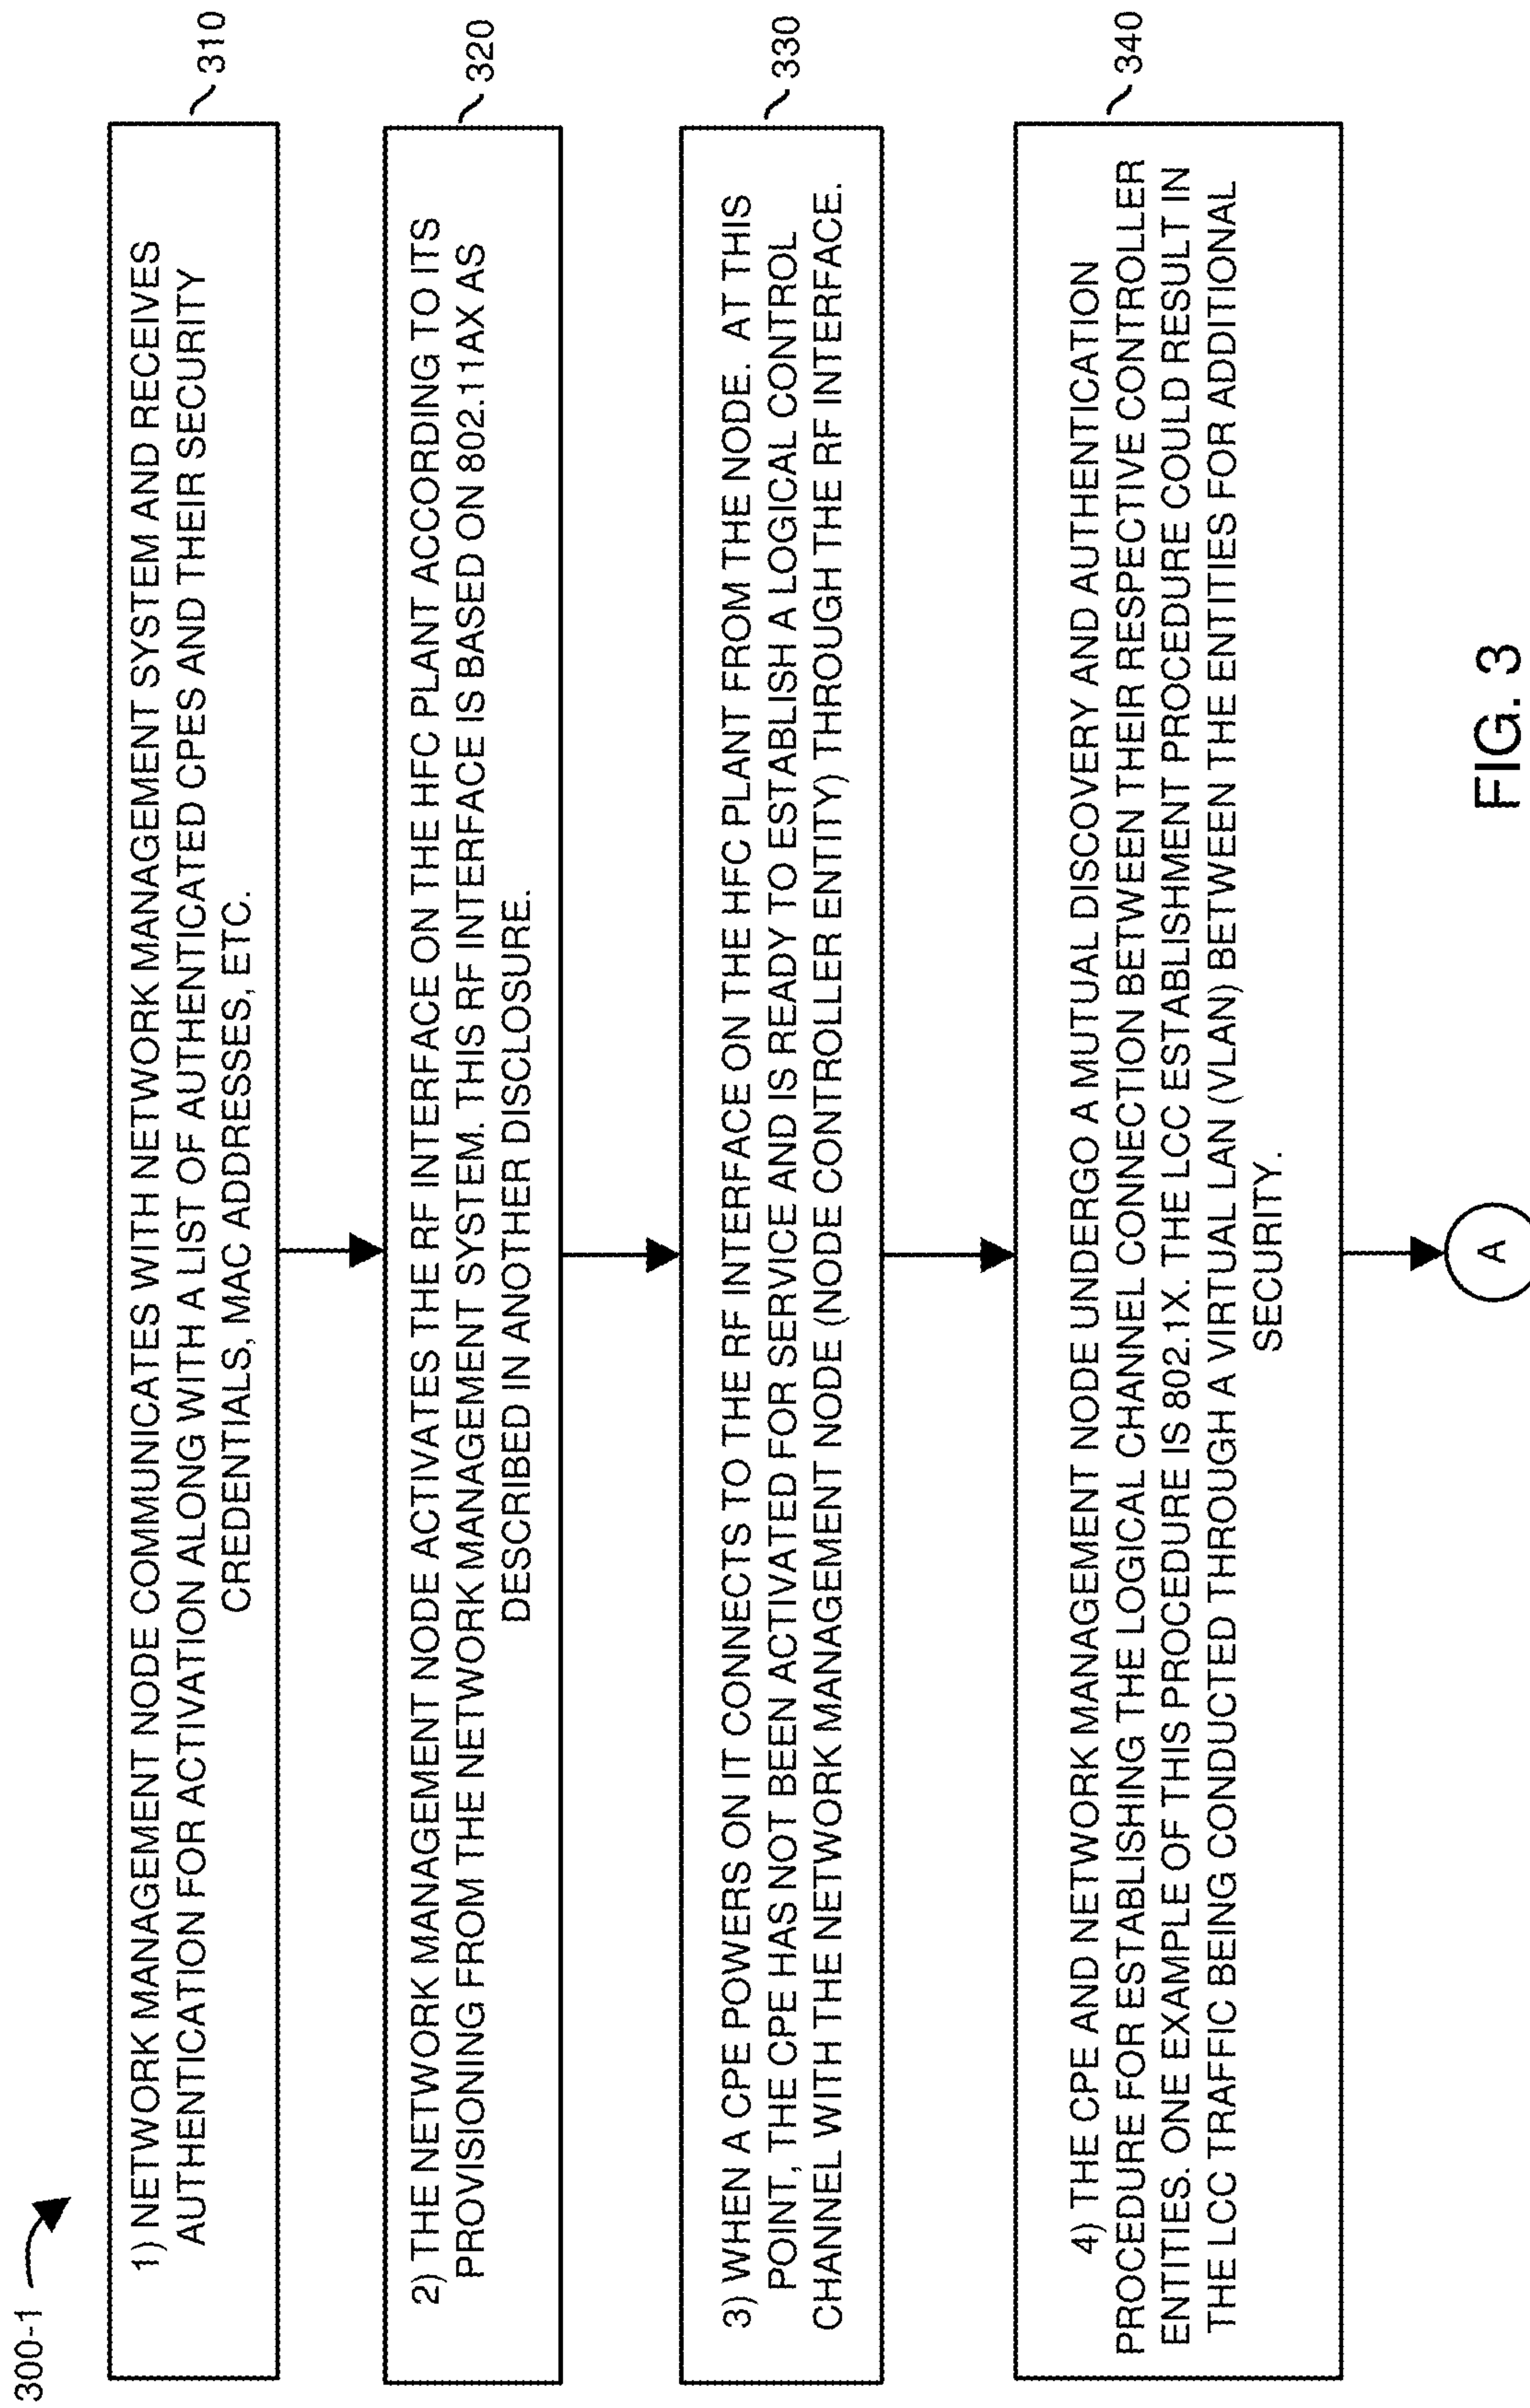 300-1
310
1) NETWORK MANAGEMENT NODE COMMUNICATES WITH NETWORK MANAGEMENT SYSTEM AND RECEIVES
AUTHENTICATION FOR ACTIVATION ALONG WITH A LIST OF AUTHENTICATED CPES AND THEIR SECURITY
CREDENTIALS, MAC ADDRESSES, ETC.
320
2) THE NETWORK MANAGEMENT NODE ACTIVATES THE RF INTERFACE ON THE HFC PLANT ACCORDING TO ITS
PROVISIONING FROM THE NETWORK MANAGEMENT SYSTEM. THIS RF INTERFACE IS BASED ON 802.11AX AS
DESCRIBED IN ANOTHER DISCLOSURE.
330
3) WHEN A CPE POWERS ON IT CONNECTS TO THE RF INTERFACE ON THE HFC PLANT FROM THE NODE. AT THIS
POINT, THE CPE HAS NOT BEEN ACTIVATED FOR SERVICE AND IS READY TO ESTABLISH A LOGICAL CONTROL
CHANNEL WITH THE NETWORK MANAGEMENT NODE (NODE CONTROLLER ENTITY) THROUGH THE RF INTERFACE.
340
4) THE CPE AND NETWORK MANAGEMENT NODE UNDERGO A MUTUAL DISCOVERY AND AUTHENTICATION
PROCEDURE FOR ESTABLISHING THE LOGICAL CHANNEL CONNECTION BETWEEN THEIR RESPECTIVE CONTROLLER
ENTITIES. ONE EXAMPLE OF THIS PROCEDURE IS 802.1X. THE LCC ESTABLISHMENT PROCEDURE COULD RESULT IN
THE LCC TRAFFIC BEING CONDUCTED THROUGH A VIRTUAL LAN (VLAN) BETWEEN THE ENTITIES FOR ADDITIONAL
SECURITY.
A
FIG. 3